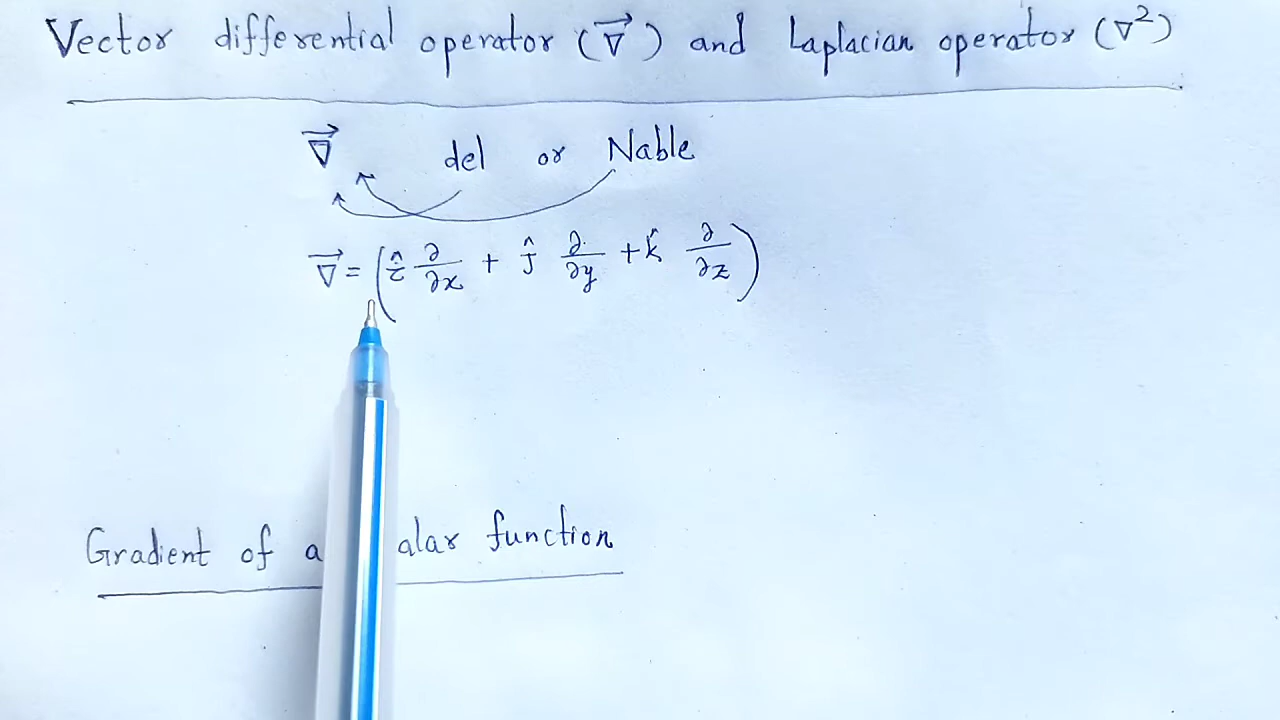 Vector differential operator (∇⃗) and Laplacian operator (∇²)
∇⃗ del or Nable
∇⃗ = (î ∂/∂x + ĵ ∂/∂y + k̂ ∂/∂z)
Gradient of a alar function